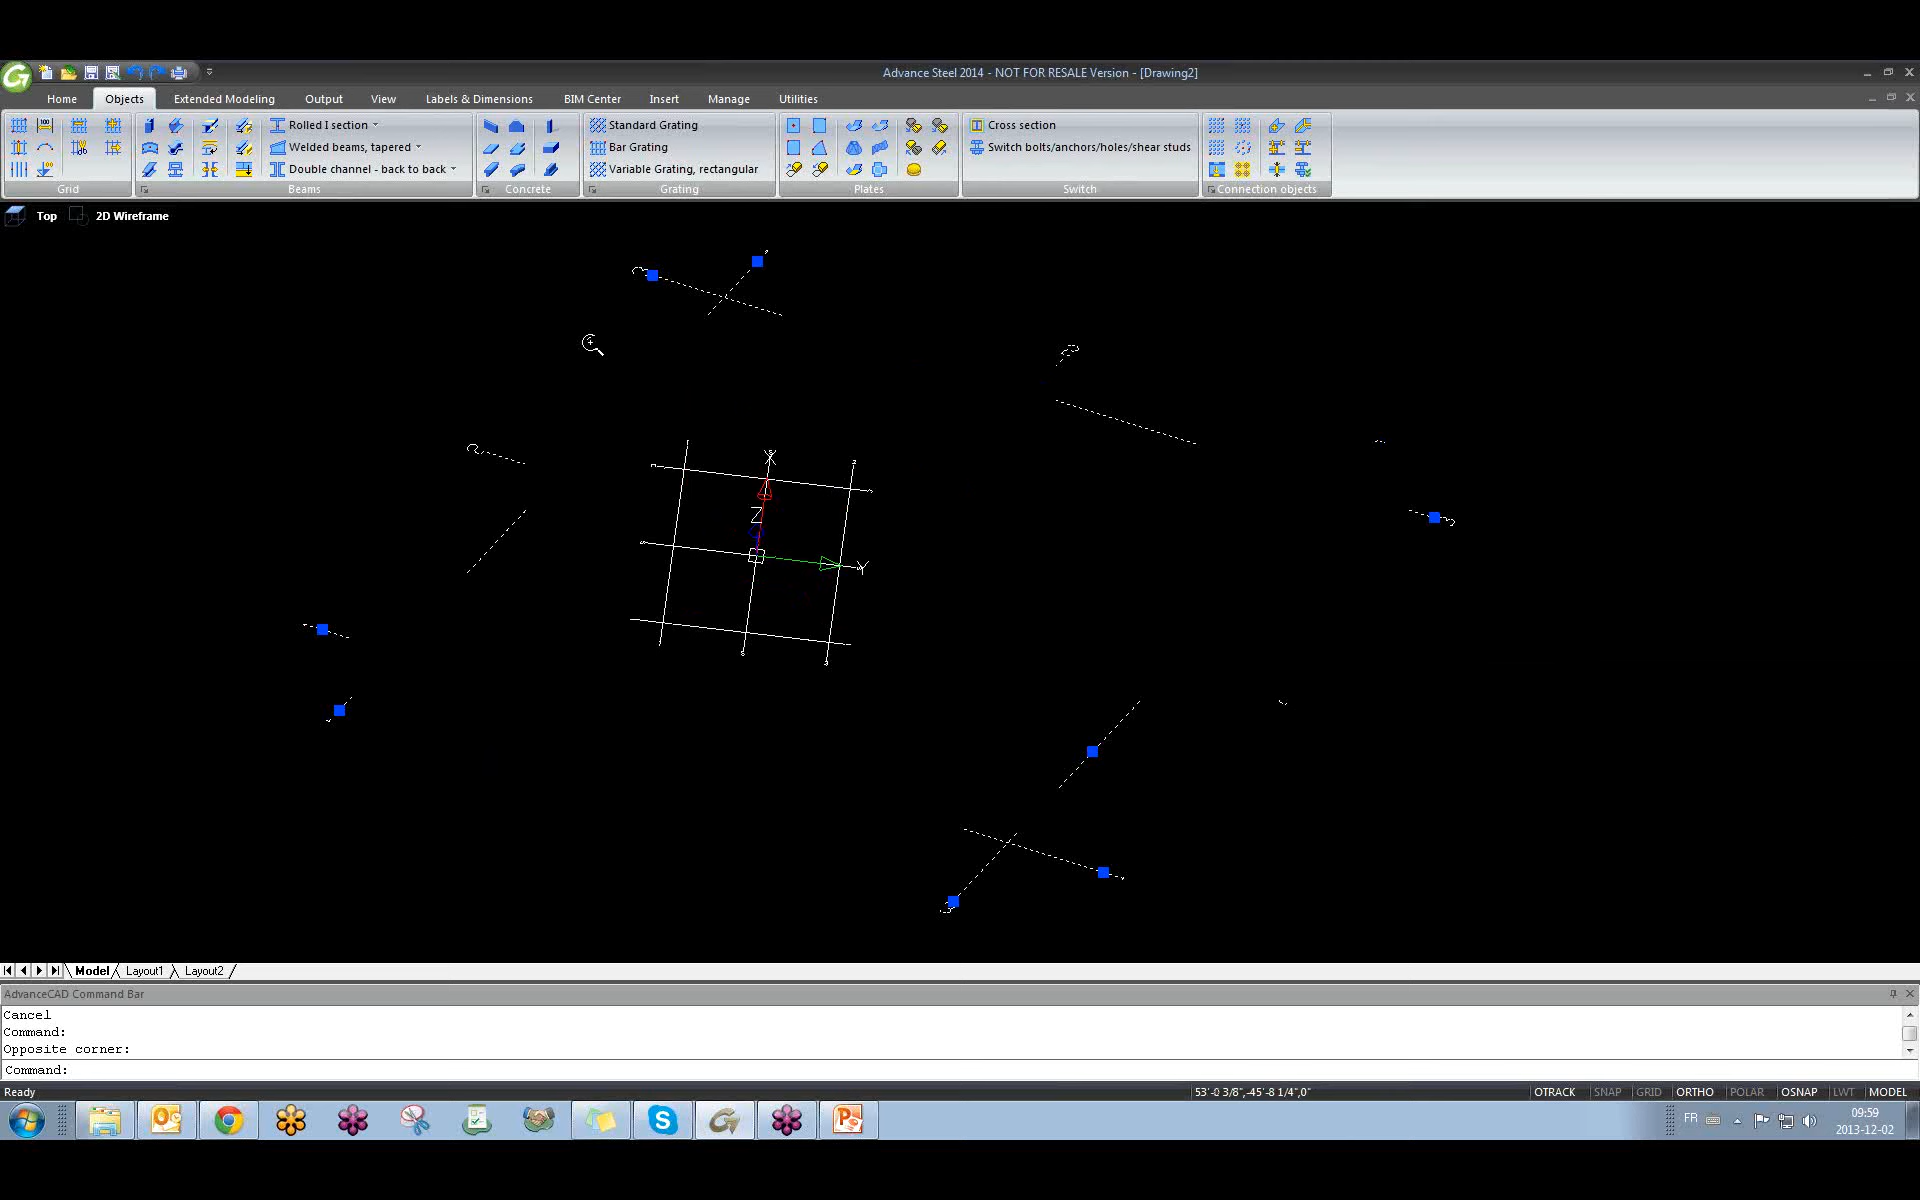 Advance Steel 2014 - NOT FOR RESALE Version - [Drawing2]
Home Objects Extended Modeling Output View Labels & Dimensions BIM Center Insert Manage Utilities
Rolled I section Standard Grating Cross section
Welded beams, tapered Bar Grating Switch bolts/anchors/holes/shear studs
Double channel - back to back Variable Grating, rectangular
Grid Beams Concrete Grating Plates Switch Connection objects
Top 2D Wireframe
X
Z
Y
Model Layout1 Layout2
AdvanceCAD Command Bar
Cancel
Command:
Opposite corner:
Command:
Ready 53'-0 3/8",-45'-8 1/4",0" OTRACK SNAP GRID ORTHO POLAR OSNAP LWT MODEL
FR 09:59
2013-12-02